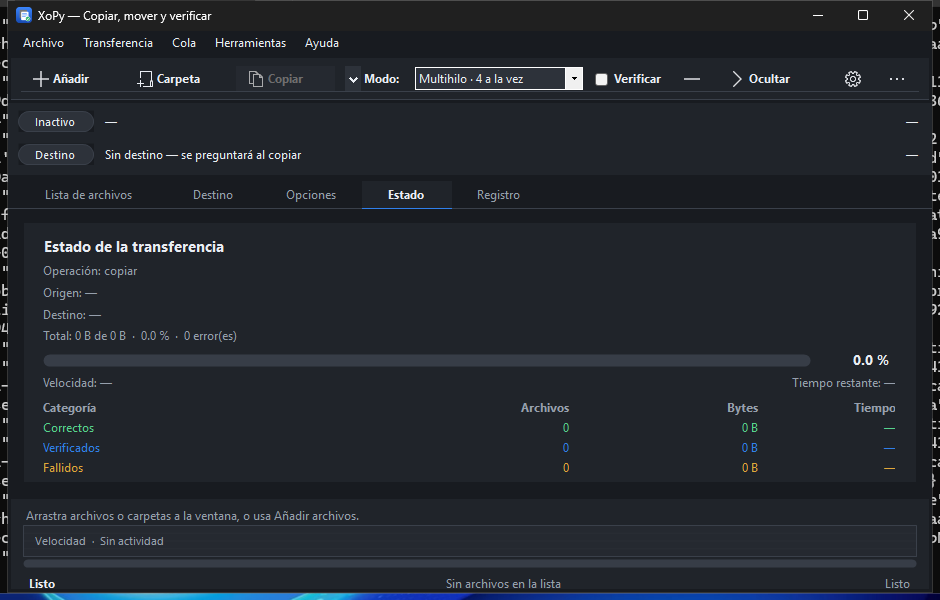 XoPy — Copiar, mover y verificar
Archivo Transferencia Cola Herramientas Ayuda
Añadir Carpeta Copiar Modo: Multihilo · 4 a la vez Verificar — Ocultar ···
Inactivo —  —
Destino Sin destino — se preguntará al copiar —
Lista de archivos Destino Opciones Estado Registro
Estado de la transferencia
Operación: copiar
Origen: —
Destino: —
Total: 0 B de 0 B · 0.0 % · 0 error(es)
0.0 %
Velocidad: — Tiempo restante: —
Categoría Archivos Bytes Tiempo
Correctos 0 0 B —
Verificados 0 0 B —
Fallidos 0 0 B —
Arrastra archivos o carpetas a la ventana, o usa Añadir archivos.
Velocidad · Sin actividad
Listo Sin archivos en la lista Listo